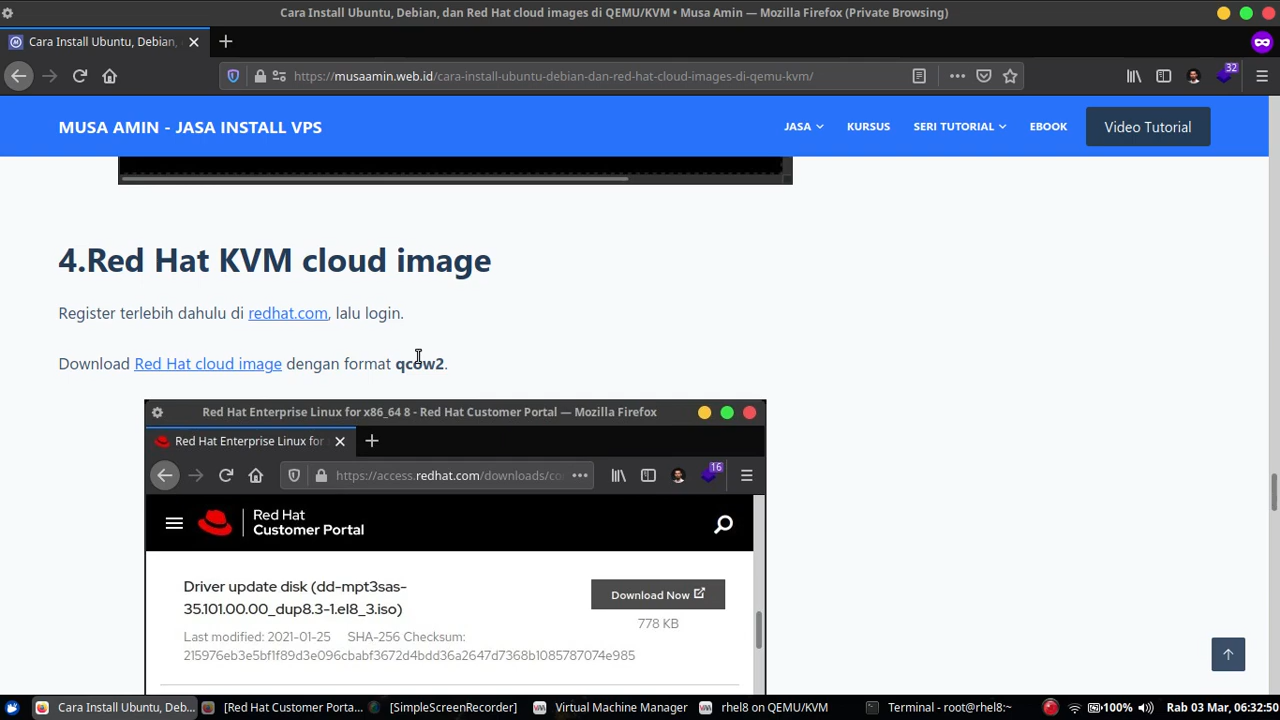 Cara Install Ubuntu, Debian, dan Red Hat cloud images di QEMU/KVM • Musa Amin — Mozilla Firefox (Private Browsing)
Cara Install Ubuntu, Debian,
https://musaamin.web.id/cara-install-ubuntu-debian-dan-red-hat-cloud-images-di-qemu-kvm/
32
MUSA AMIN - JASA INSTALL VPS
JASA
KURSUS
SERI TUTORIAL
EBOOK
Video Tutorial
4.Red Hat KVM cloud image
Register terlebih dahulu di redhat.com, lalu login.
Download Red Hat cloud image dengan format qcow2.
Red Hat Enterprise Linux for x86_64 8 - Red Hat Customer Portal — Mozilla Firefox
Red Hat Enterprise Linux for
https://access.redhat.com/downloads/co
16
Red Hat
Customer Portal
Driver update disk (dd-mpt3sas-
35.101.00.00_dup8.3-1.el8_3.iso)
Download Now
778 KB
Last modified: 2021-01-25 SHA-256 Checksum:
215976eb3e5bf1f89d3e096cbabf3672d4bdd36a2647d7368b1085787074e985
Cara Install Ubuntu, Deb...
[Red Hat Customer Porta...
[SimpleScreenRecorder]
Virtual Machine Manager
rhel8 on QEMU/KVM
Terminal - root@rhel8:~
100%
Rab 03 Mar, 06:32:50